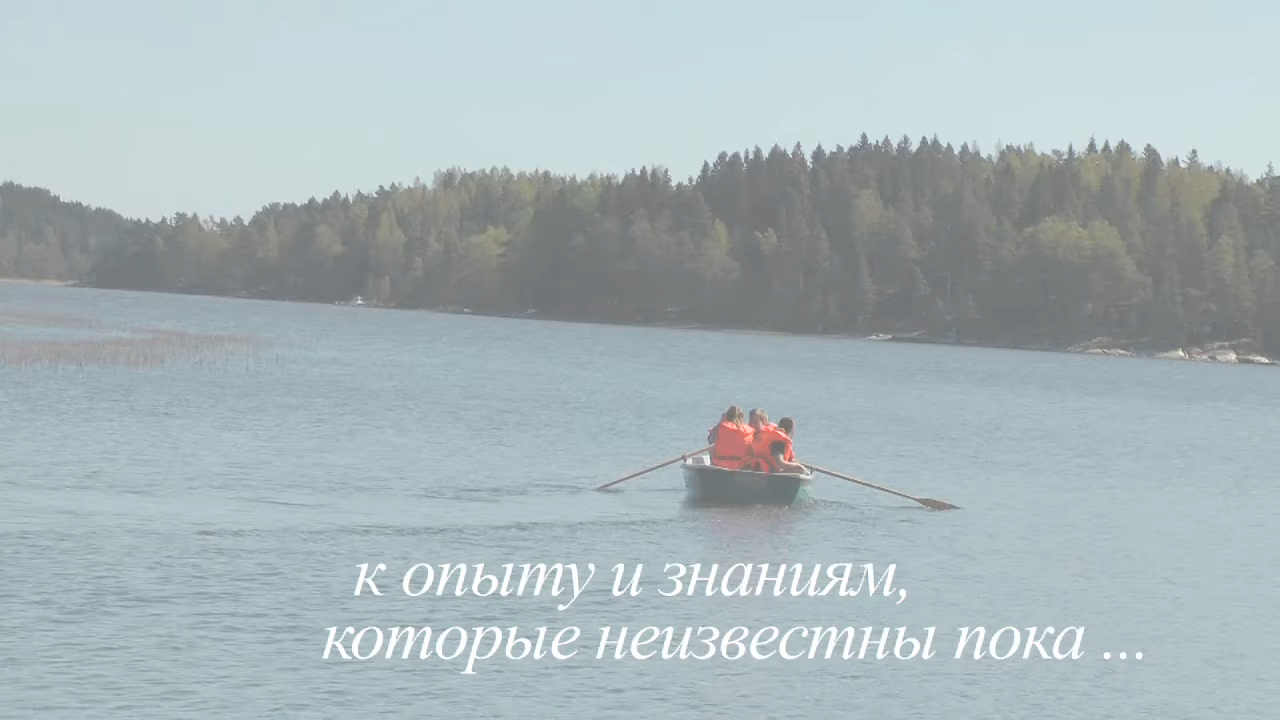 к опыту и знаниям,
которые неизвестны пока ...